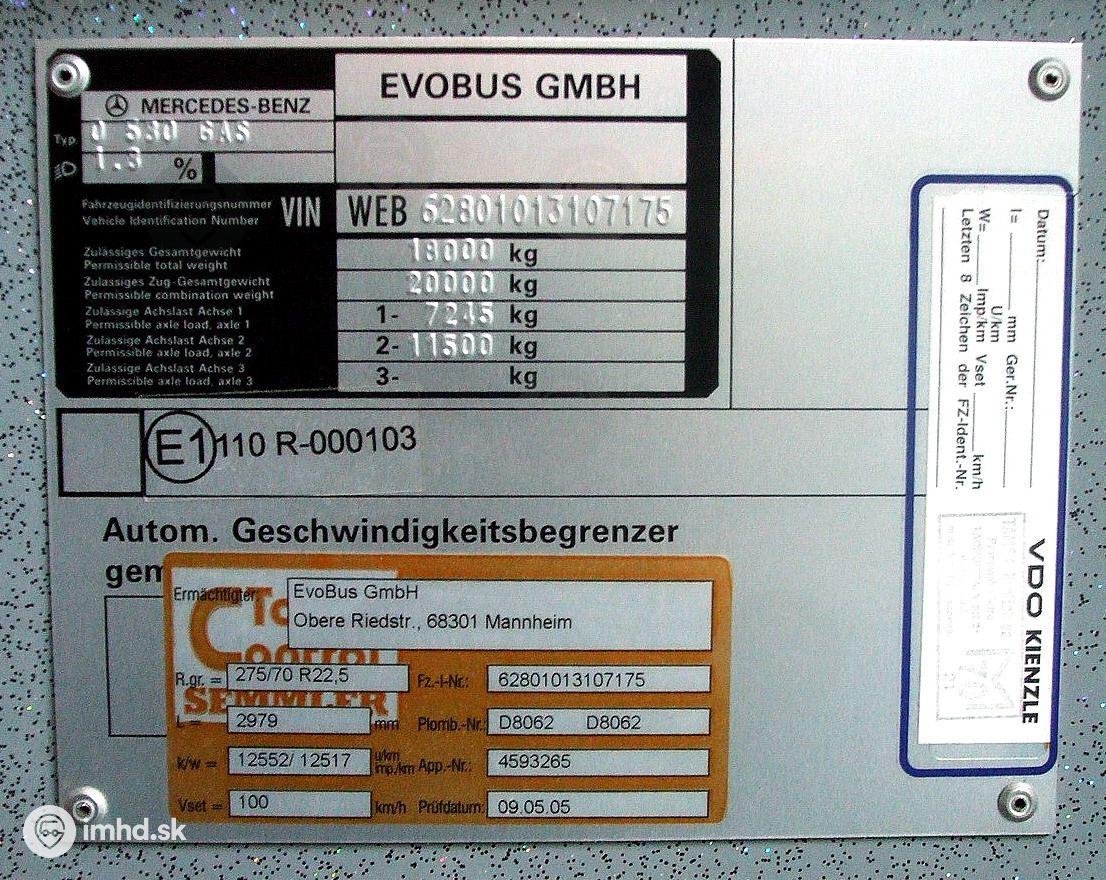 EVOBUS GMBH
MERCEDES-BENZ
Typ O 530 GAS
1.3 %
Fahrzeugidentifizierungsnummer
Vehicle Identification Number
VIN WEB 62801013107175
Zulässiges Gesamtgewicht
Permissible total weight
18000 kg
Zulässiges Zug-Gesamtgewicht
Permissible combination weight
20000 kg
Zulässige Achslast Achse 1
Permissible axle load, axle 1
1- 7245 kg
Zulässige Achslast Achse 2
Permissible axle load, axle 2
2- 11500 kg
Zulässige Achslast Achse 3
Permissible axle load, axle 3
3- kg
E1 110 R-000103
Autom. Geschwindigkeitsbegrenzer
gem
Ermächtigter: EvoBus GmbH
Obere Riedstr., 68301 Mannheim
Control
SEMMLER
R.gr. = 275/70 R22,5 Fz.-I-Nr.: 62801013107175
L = 2979 mm Plomb.-Nr.: D8062 D8062
k/w = 12552/ 12517 u/km imp./km App.-Nr.: 4593265
Vset = 100 km/h Prüfdatum: 09.05.05
Datum:
I= mm Ger.Nr.:
U/km
W= Imp/km Vset km/h
Letzten 8 Zeichen der FZ-Ident.-Nr.
VDO KIENZLE
imhd.sk